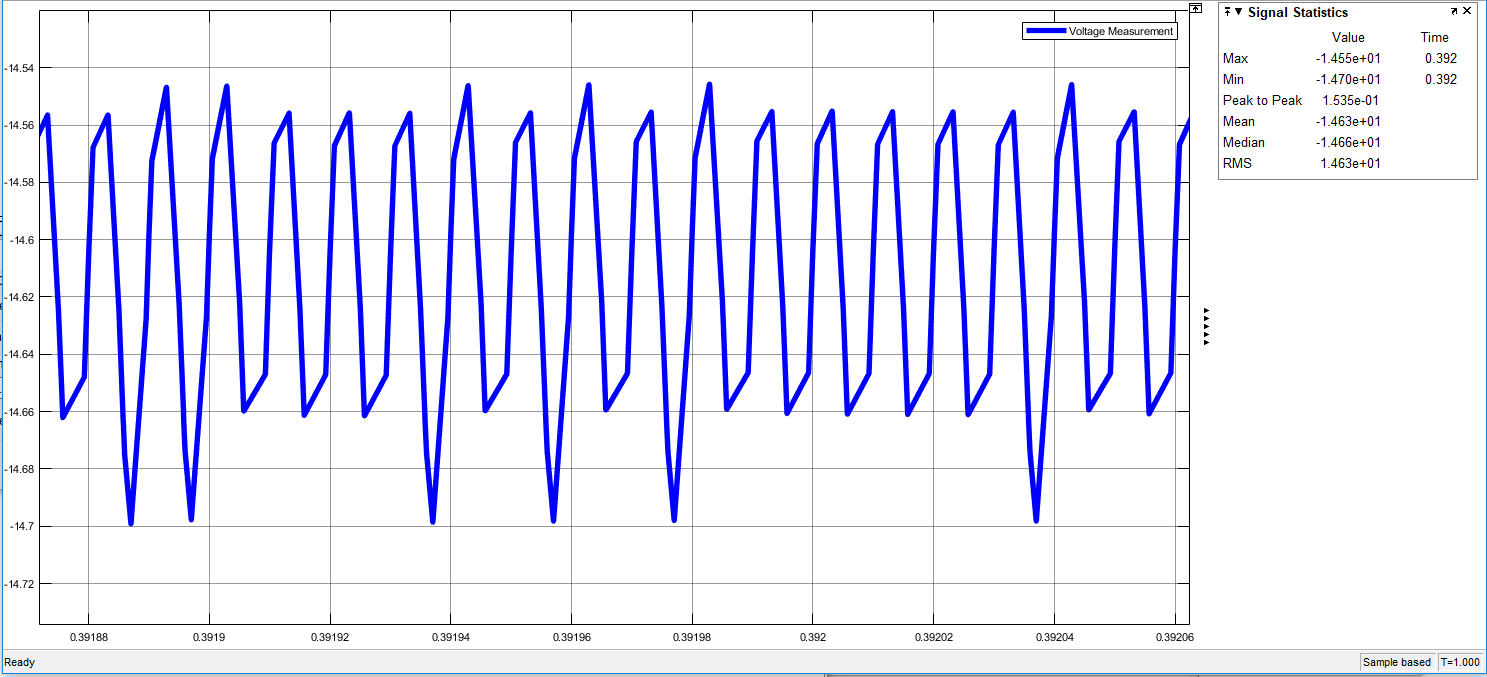 Voltage Measurement
-14.54
-14.56
-14.58
-14.6
-14.62
-14.64
-14.66
-14.68
-14.7
-14.72
0.39188
0.3919
0.39192
0.39194
0.39196
0.39198
0.392
0.39202
0.39204
0.39206
Signal Statistics
Value Time
Max -1.455e+01 0.392
Min -1.470e+01 0.392
Peak to Peak 1.535e-01
Mean -1.463e+01
Median -1.466e+01
RMS 1.463e+01
Ready
Sample based T=1.000